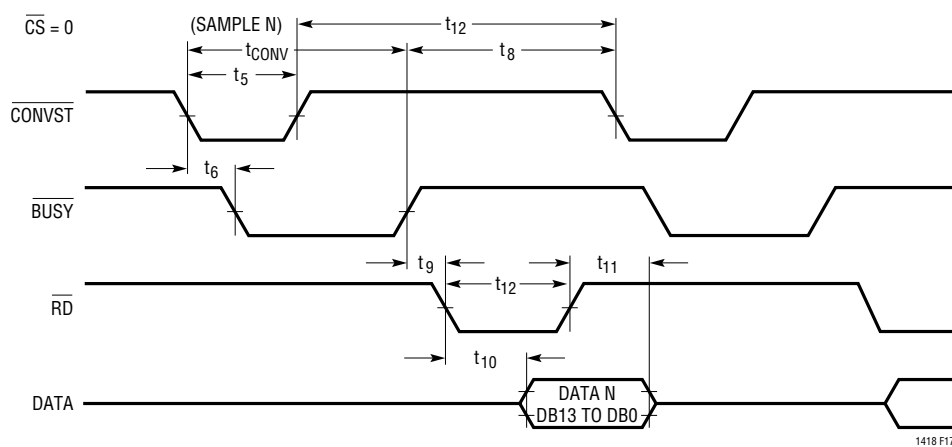 CS = 0
(SAMPLE N)
t12
tCONV
t8
t5
CONVST
t6
BUSY
t9
t12
t11
RD
t10
DATA
DATA N
DB13 TO DB0
1418 F17